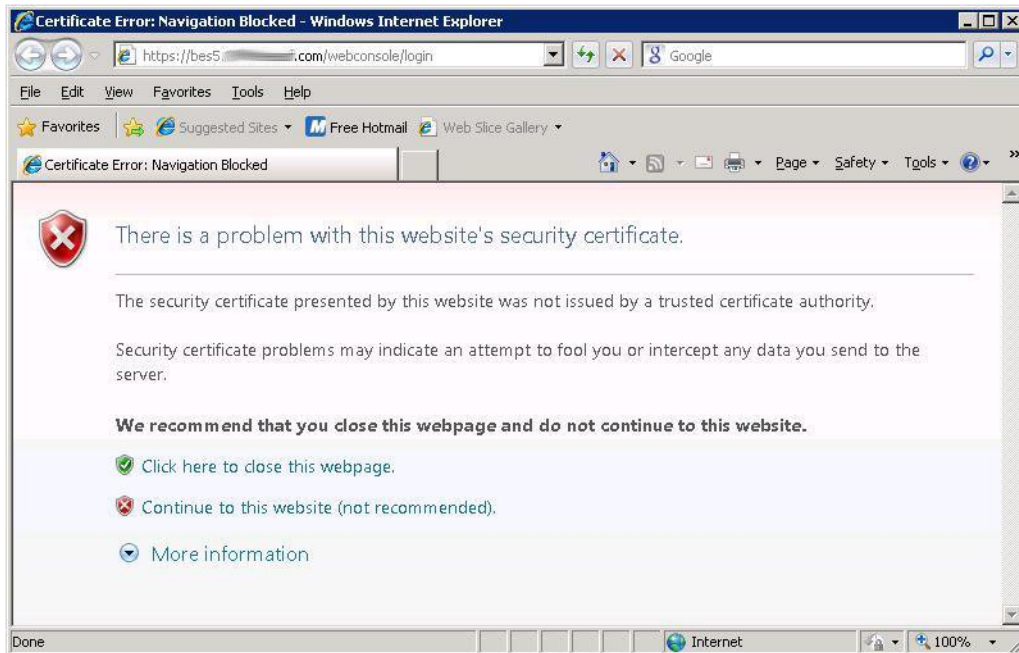 Certificate Error: Navigation Blocked - Windows Internet Explorer
https://bes5. .com/webconsole/login
Google
File Edit View Favorites Tools Help
Favorites Suggested Sites Free Hotmail Web Slice Gallery
Certificate Error: Navigation Blocked
Page Safety Tools
There is a problem with this website's security certificate.
The security certificate presented by this website was not issued by a trusted certificate authority.
Security certificate problems may indicate an attempt to fool you or intercept any data you send to the
server.
We recommend that you close this webpage and do not continue to this website.
Click here to close this webpage.
Continue to this website (not recommended).
More information
Done Internet 100%